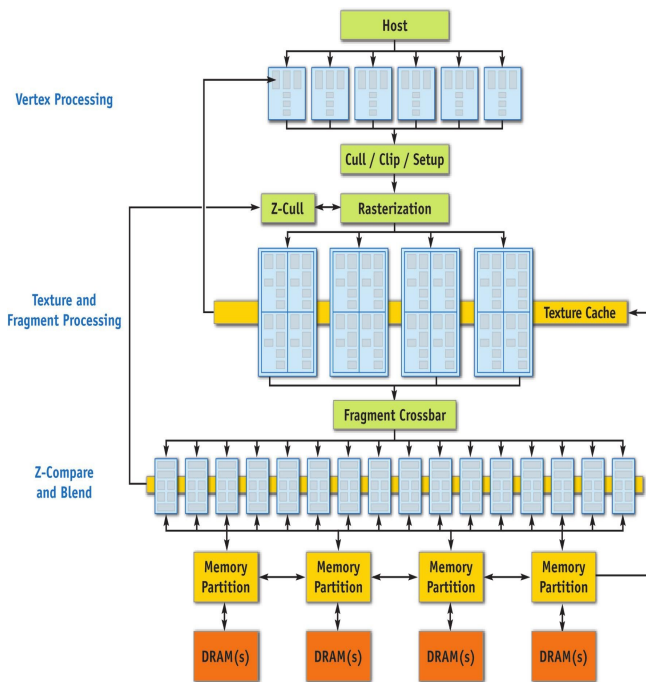 Host
Vertex Processing
Cull / Clip / Setup
Z-Cull
Rasterization
Texture and
Fragment Processing
Texture Cache
Fragment Crossbar
Z-Compare
and Blend
Memory
Partition
Memory
Partition
Memory
Partition
Memory
Partition
DRAM(s)
DRAM(s)
DRAM(s)
DRAM(s)